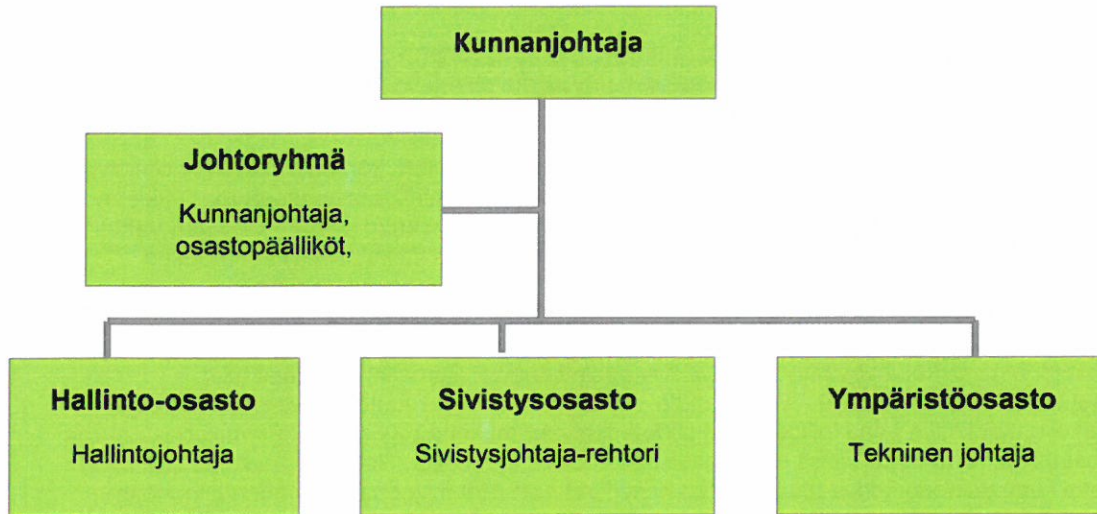 Kunnanjohtaja
Johtoryhmä
Kunnanjohtaja,
osastopäälliköt,
Hallinto-osasto
Hallintojohtaja
Sivistysosasto
Sivistysjohtaja-rehtori
Ympäristöosasto
Tekninen johtaja